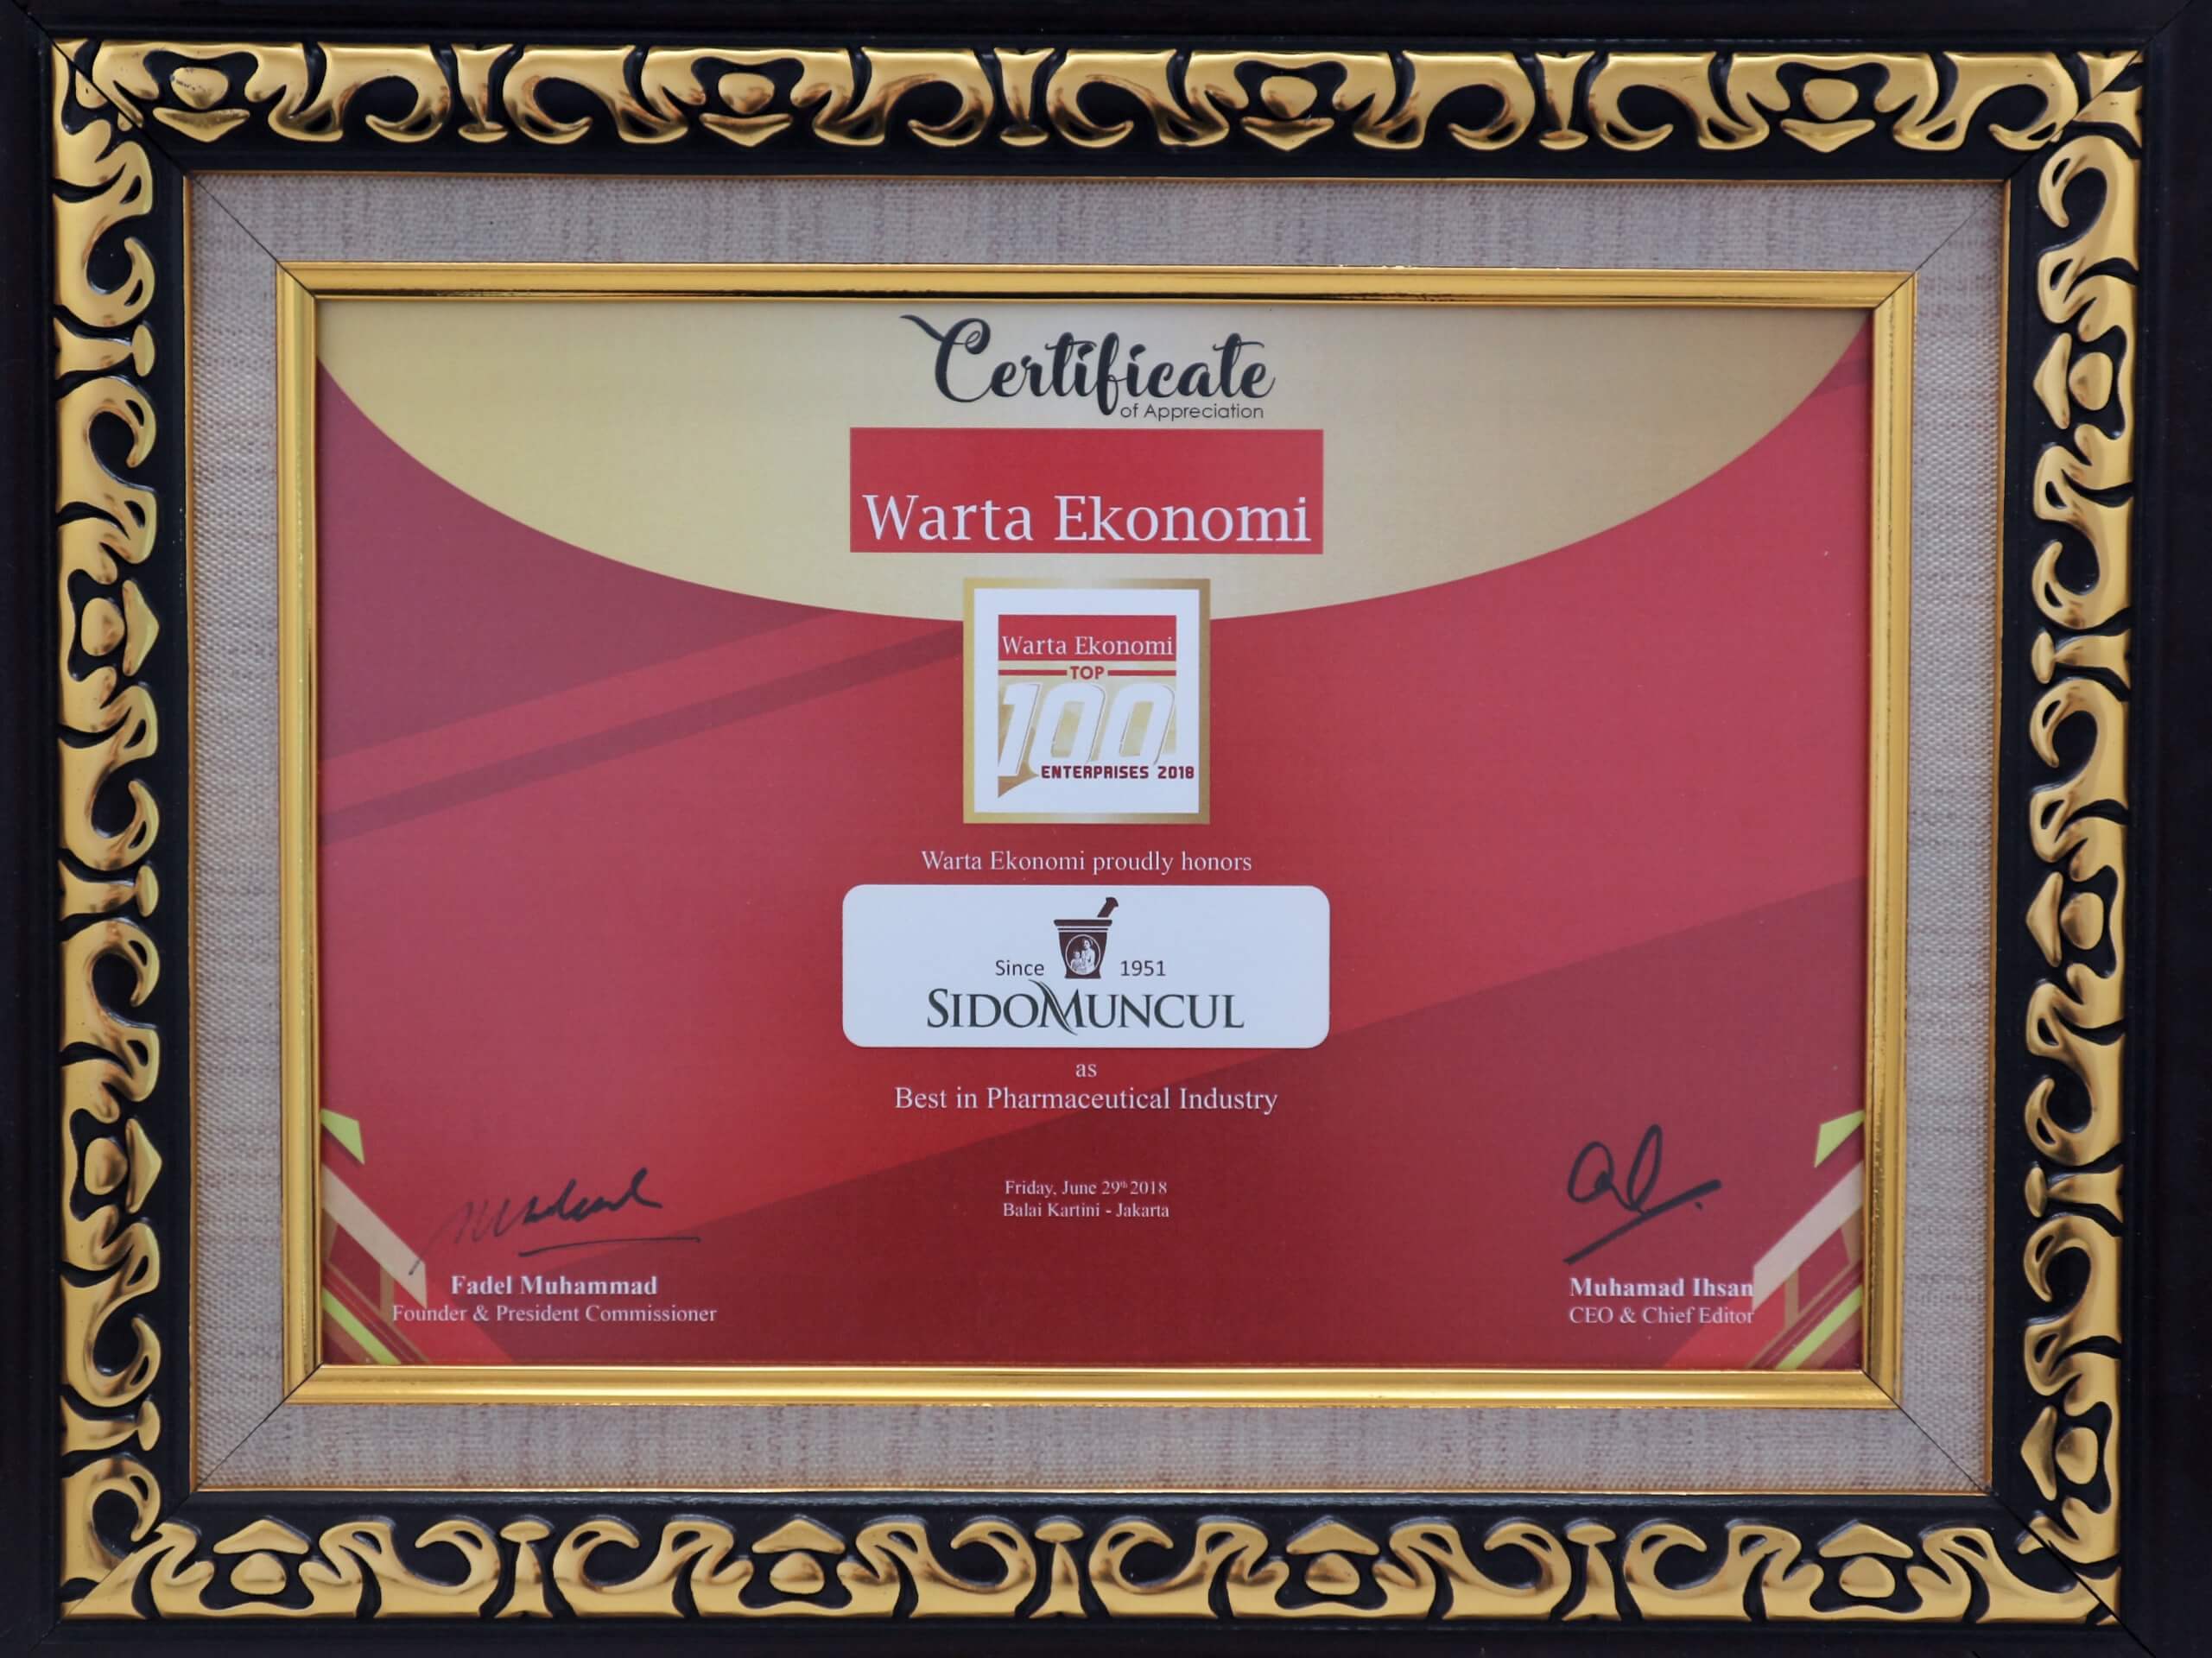 Certificate
of Appreciation
Warta Ekonomi
Warta Ekonomi
TOP
100
ENTERPRISES 2018
Warta Ekonomi proudly honors
Since 1951
SIDOMUNCUL
as
Best in Pharmaceutical Industry
Friday, June 29th 2018
Balai Kartini - Jakarta
Fadel Muhammad
Founder & President Commissioner
Muhamad Ihsan
CEO & Chief Editor